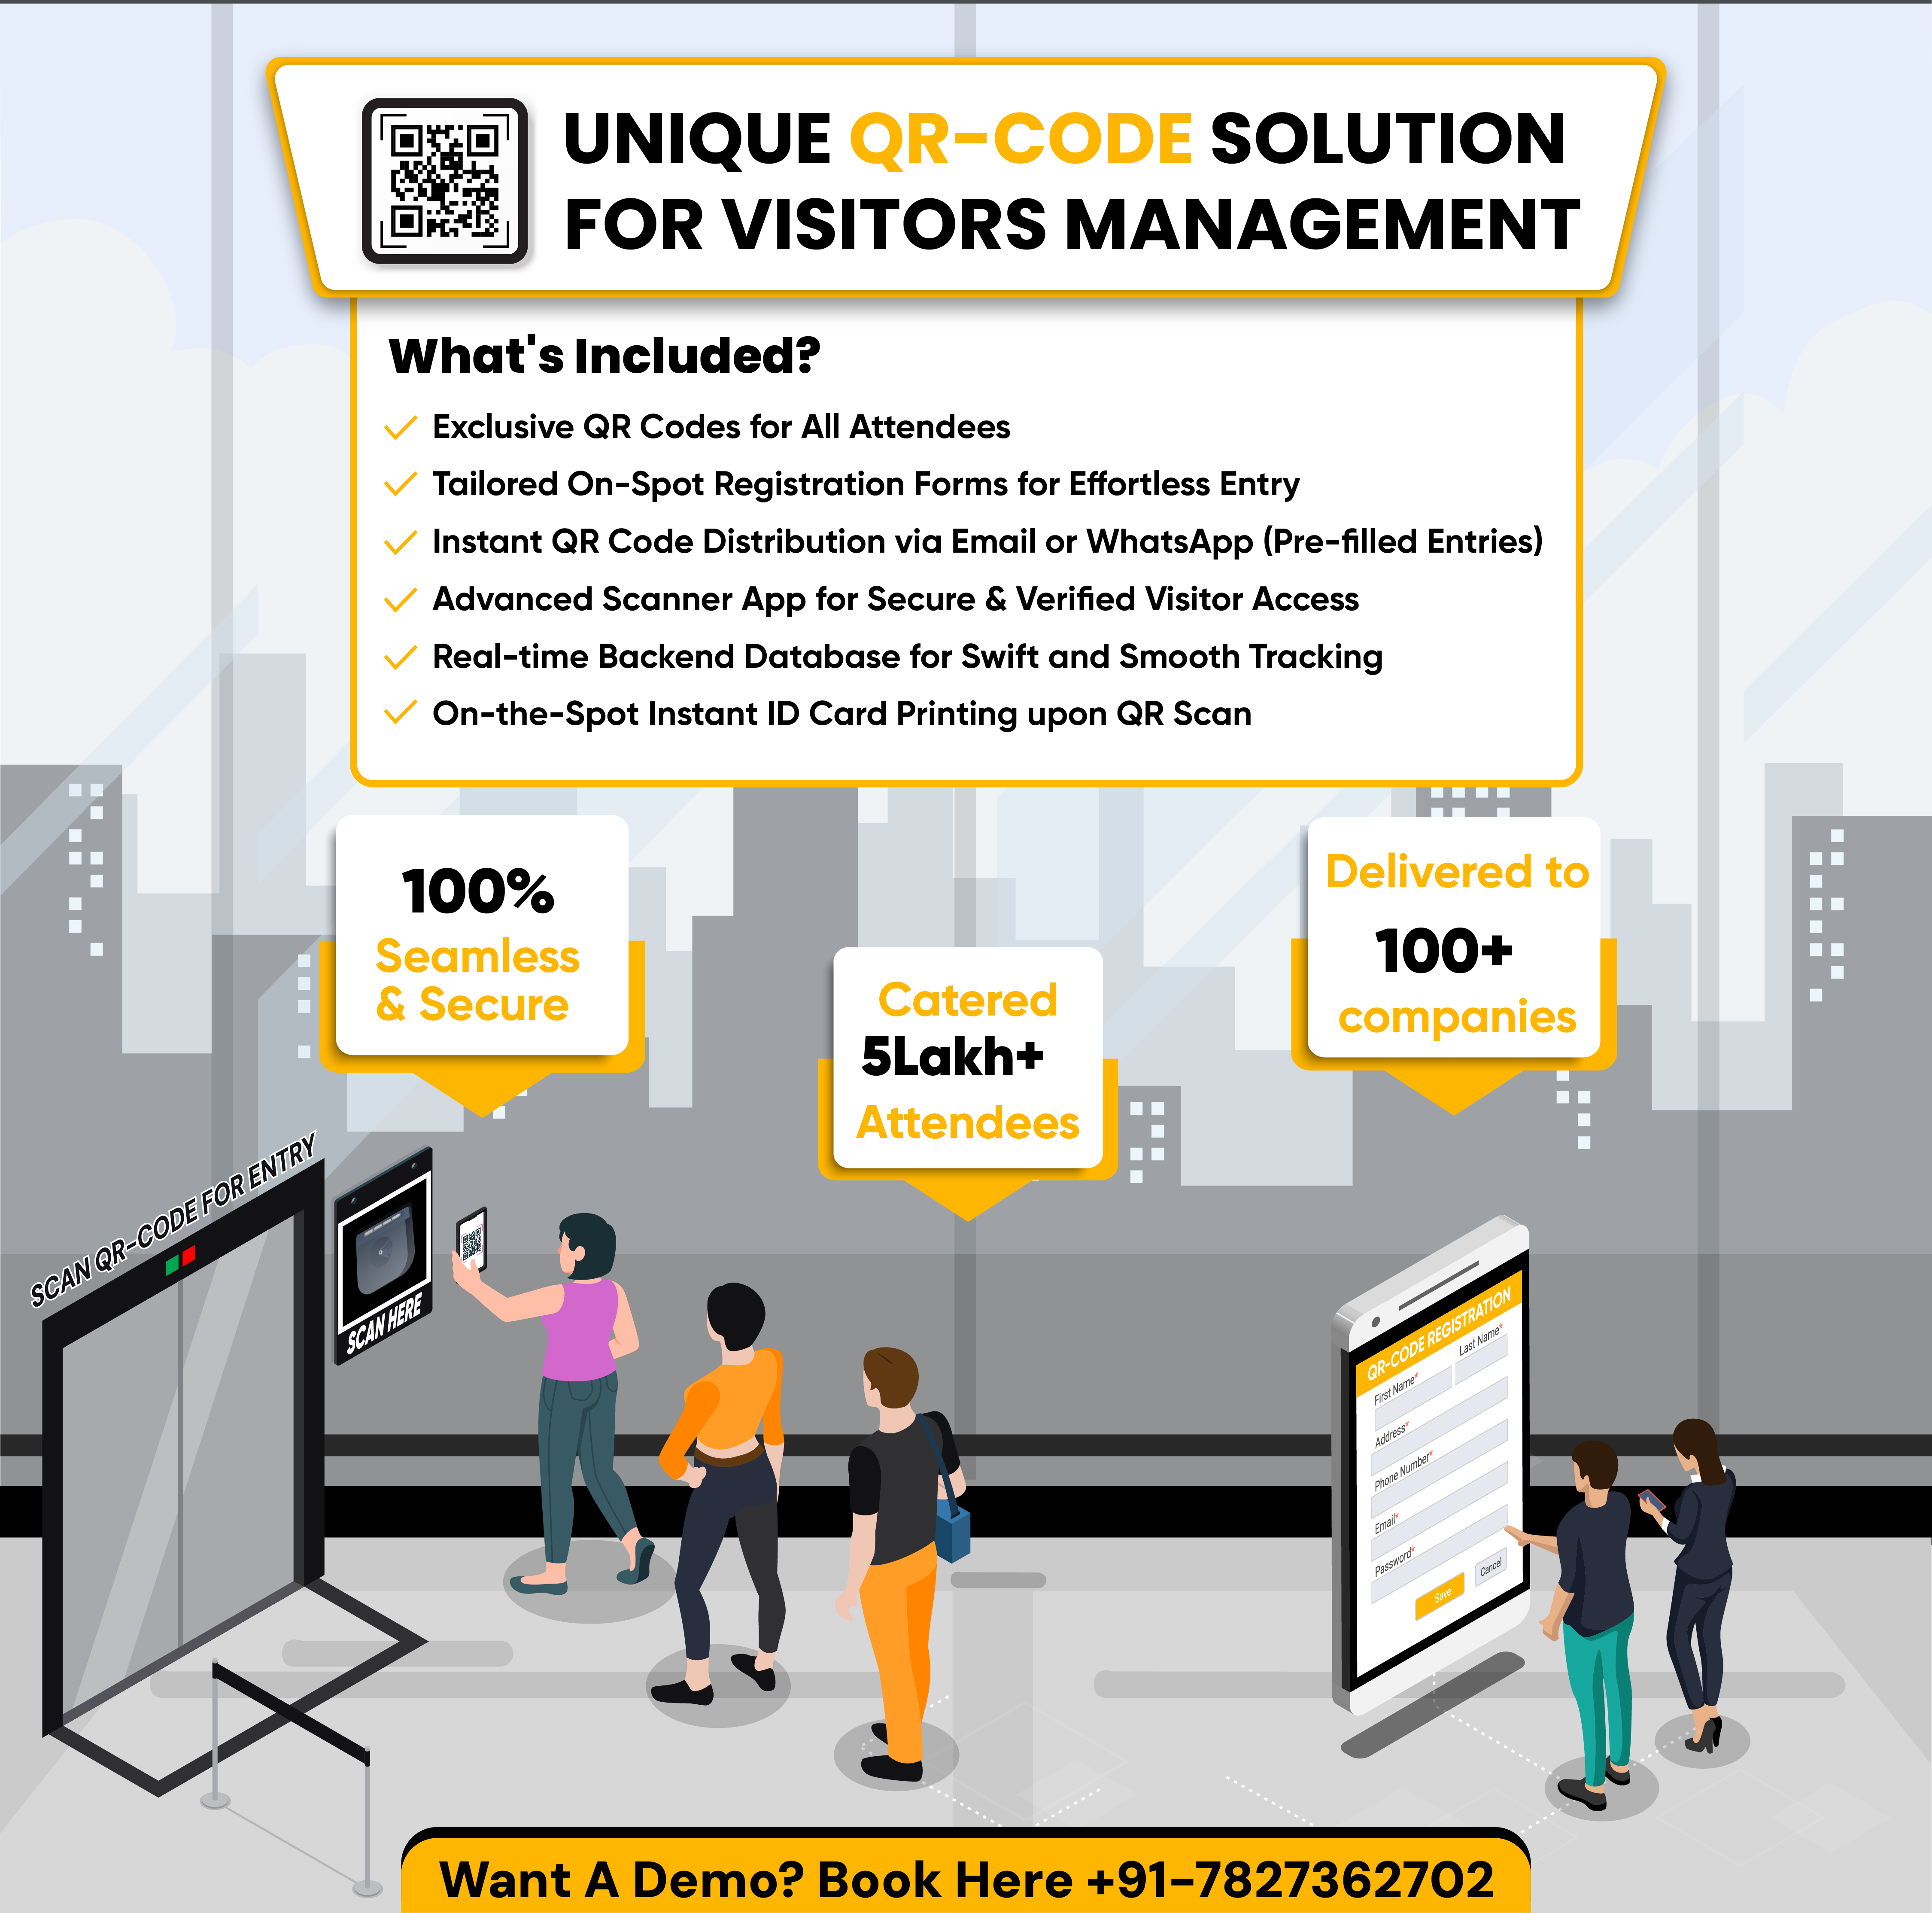 UNIQUE QR-CODE SOLUTION
FOR VISITORS MANAGEMENT
What's Included?
Exclusive QR Codes for All Attendees
Tailored On-Spot Registration Forms for Effortless Entry
Instant QR Code Distribution via Email or WhatsApp (Pre-filled Entries)
Advanced Scanner App for Secure & Verified Visitor Access
Real-time Backend Database for Swift and Smooth Tracking
On-the-Spot Instant ID Card Printing upon QR Scan
100%
Seamless
& Secure
Catered
5Lakh+
Attendees
Delivered to
100+
companies
SCAN QR-CODE FOR ENTRY
SCAN HERE
QR-CODE REGISTRATION
First Name* Last Name*
Address*
Phone Number*
Email*
Password*
Save Cancel
Want A Demo? Book Here +91-7827362702